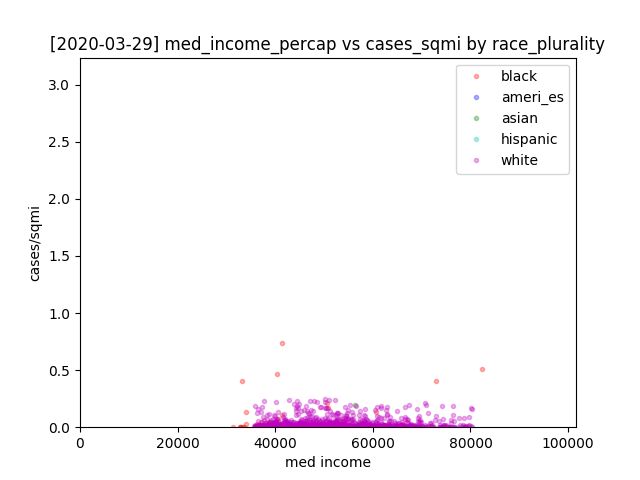 [2020-03-29] med_income_percap vs cases_sqmi by race_plurality
black
ameri_es
asian
hispanic
white
3.0
2.5
2.0
1.5
1.0
0.5
0.0
cases/sqmi
0
20000
40000
60000
80000
100000
med income